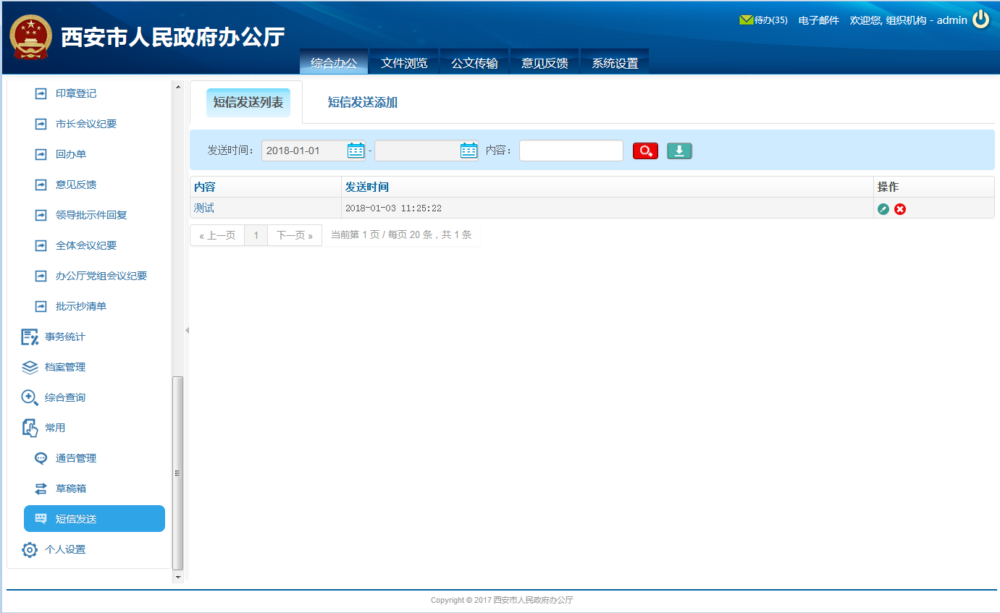 西安市人民政府办公厅
待办(35) 电子邮件 欢迎您, 组织机构 - admin
综合办公 文件浏览 公文传输 意见反馈 系统设置
印章登记
市长会议纪要
回办单
意见反馈
领导批示件回复
全体会议纪要
办公厅党组会议纪要
批示抄清单
事务统计
档案管理
综合查询
常用
通告管理
草稿箱
短信发送
个人设置
短信发送列表 短信发送添加
发送时间： 2018-01-01 - 内容：
内容 发送时间 操作
测试 2018-01-03 11:25:22
« 上一页 1 下一页 » 当前第 1 页 / 每页 20 条，共 1 条
Copyright © 2017 西安市人民政府办公厅